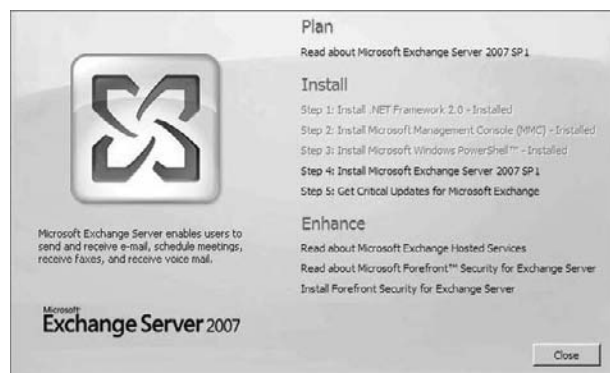 Plan
Read about Microsoft Exchange Server 2007 SP1
Install
Step 1: Install .NET Framework 2.0 - Installed
Step 2: Install Microsoft Management Console (MMC) - Installed
Step 3: Install Microsoft Windows PowerShell™ - Installed
Step 4: Install Microsoft Exchange Server 2007 SP1
Step 5: Get Critical Updates for Microsoft Exchange
Enhance
Read about Microsoft Exchange Hosted Services
Read about Microsoft Forefront™ Security for Exchange Server
Install Forefront Security for Exchange Server
Microsoft Exchange Server enables users to
send and receive e-mail, schedule meetings,
receive faxes, and receive voice mail.
Microsoft
Exchange Server 2007
Close